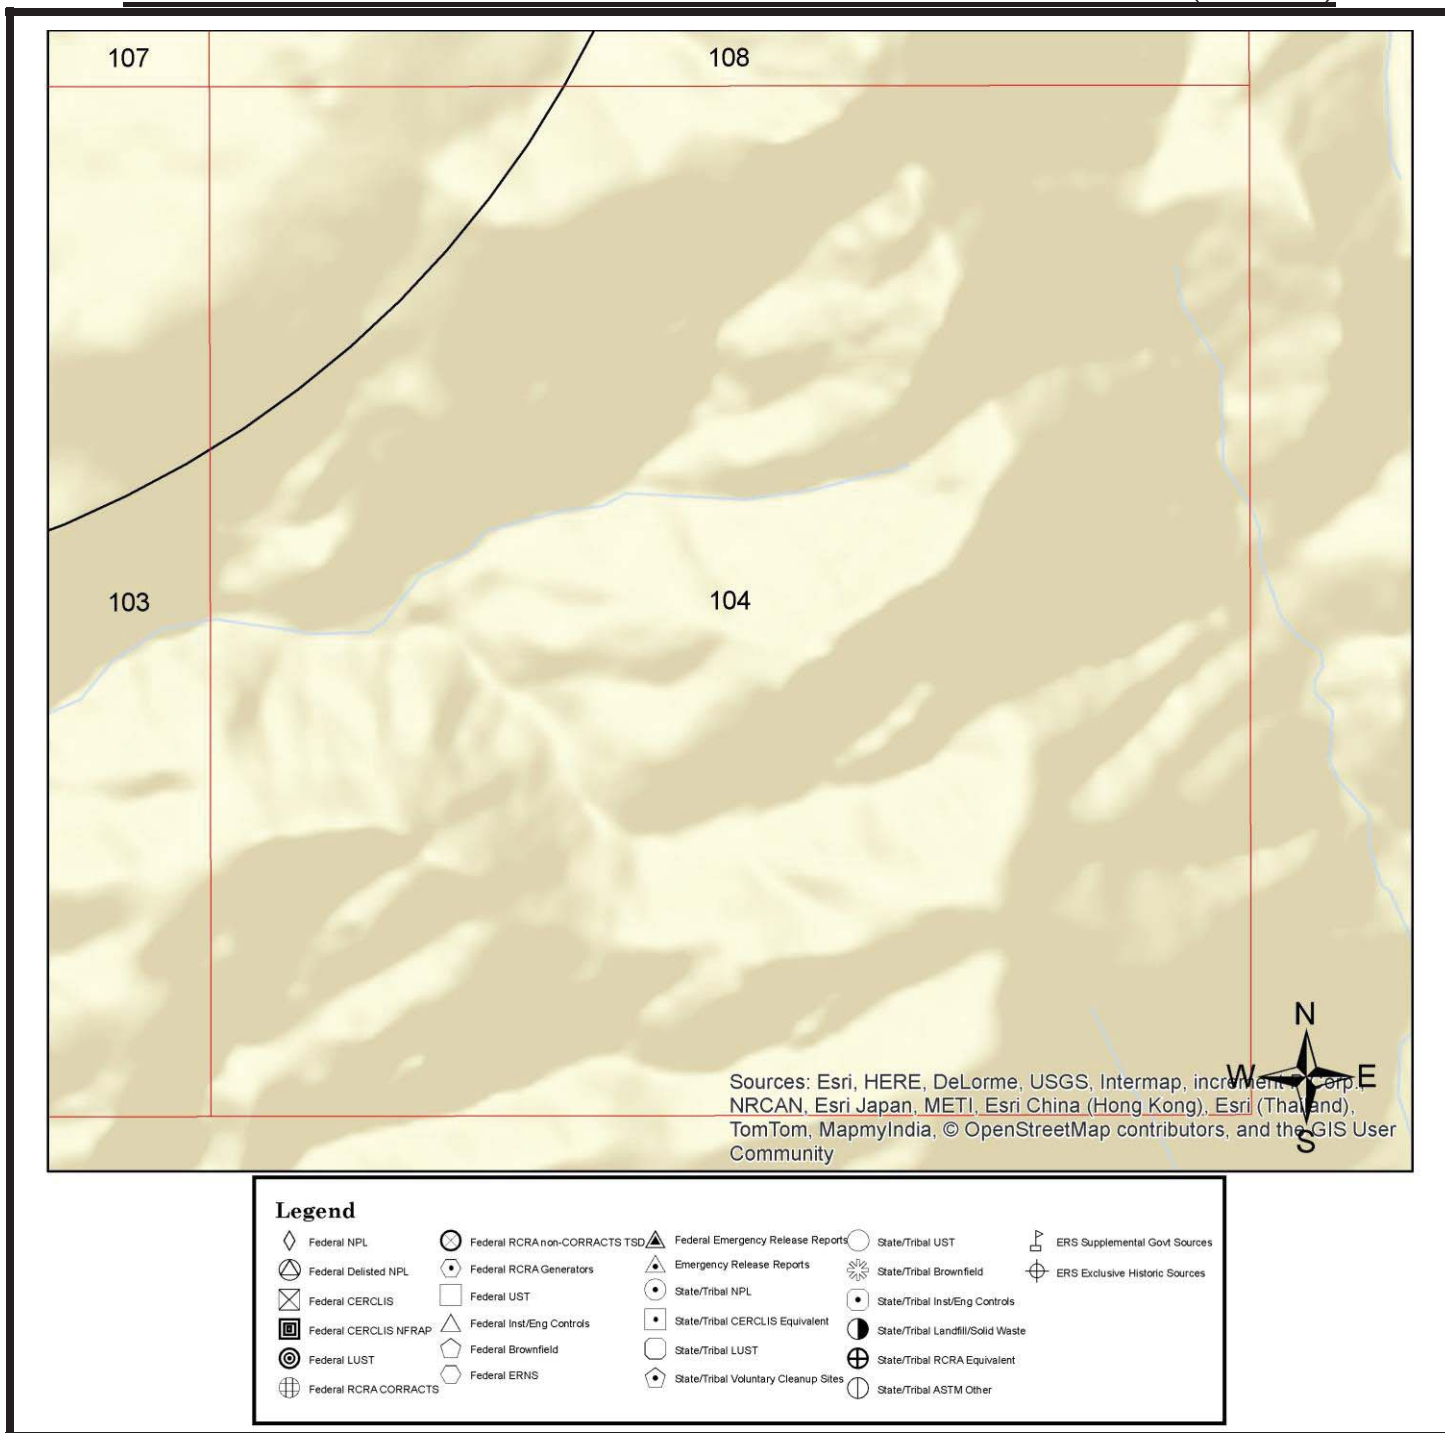 107
108
103
104
N
W
E
S
Sources: Esri, HERE, DeLorme, USGS, Intermap, increment P Corp.,
NRCAN, Esri Japan, METI, Esri China (Hong Kong), Esri (Thailand),
TomTom, MapmyIndia, © OpenStreetMap contributors, and the GIS User
Community
Legend
Federal NPL
Federal Delisted NPL
Federal CERCLIS
Federal CERCLIS NFRAP
Federal LUST
Federal RCRA CORRACTS
Federal RCRA non-CORRACTS TSD
Federal RCRA Generators
Federal UST
Federal Inst/Eng Controls
Federal Brownfield
Federal ERNS
Federal Emergency Release Reports
Emergency Release Reports
State/Tribal NPL
State/Tribal CERCLIS Equivalent
State/Tribal LUST
State/Tribal Voluntary Cleanup Sites
State/Tribal UST
State/Tribal Brownfield
State/Tribal Inst/Eng Controls
State/Tribal Landfill/Solid Waste
State/Tribal RCRA Equivalent
State/Tribal ASTM Other
ERS Supplemental Govt Sources
ERS Exclusive Historic Sources